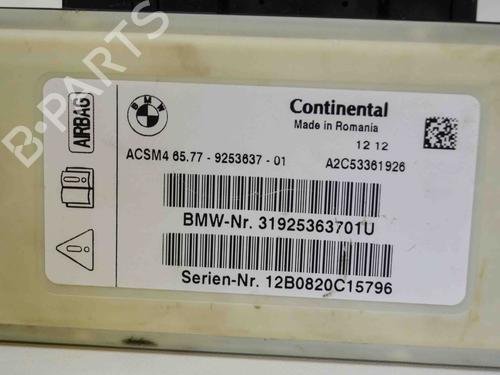 B-PARTS
AIRBAG
BMW
Continental
Made in Romania
12 12
ACSM4 65.77 - 9253637 - 01
A2C53361926
BMW-Nr. 31925363701U
Serien-Nr. 12B0820C15796